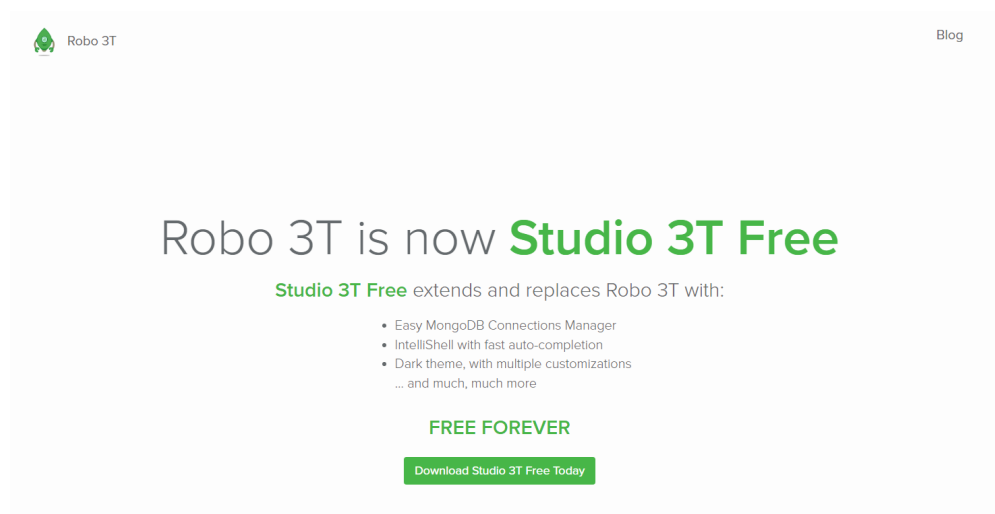 Robo 3T
Blog
Robo 3T is now Studio 3T Free
Studio 3T Free extends and replaces Robo 3T with:
• Easy MongoDB Connections Manager
• IntelliShell with fast auto-completion
• Dark theme, with multiple customizations
... and much, much more
FREE FOREVER
Download Studio 3T Free Today